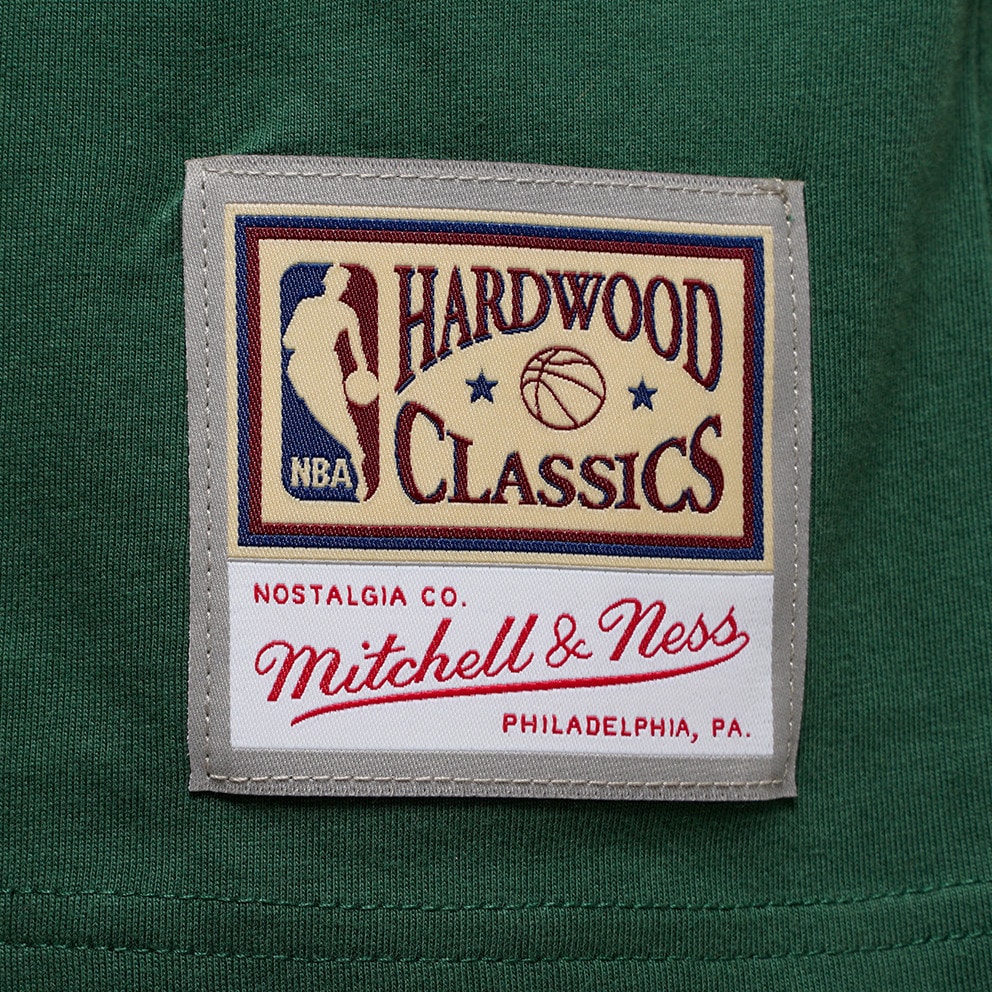 HARDWOOD
CLASSICS
NBA
NOSTALGIA CO.
Mitchell & Ness
PHILADELPHIA, PA.